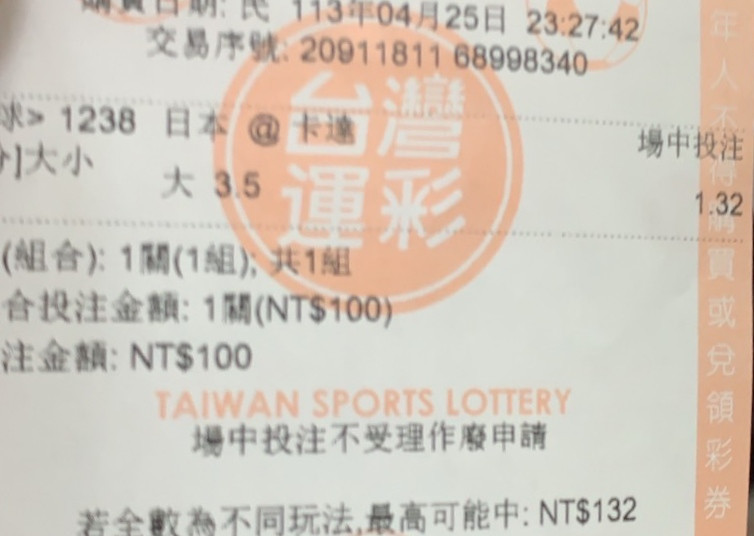 購買日期: 民 113年04月25日 23:27:42
交易序號: 20911811 68998340
球> 1238 日本 @ 卡達
場中投注
]大小
大 3.5
1.32
(組合): 1關(1組); 共1組
合投注金額: 1關(NT$100)
注金額: NT$100
台灣
運彩
TAIWAN SPORTS LOTTERY
場中投注不受理作廢申請
若全數為不同玩法,最高可能中: NT$132
年人不得購買或兌領彩券